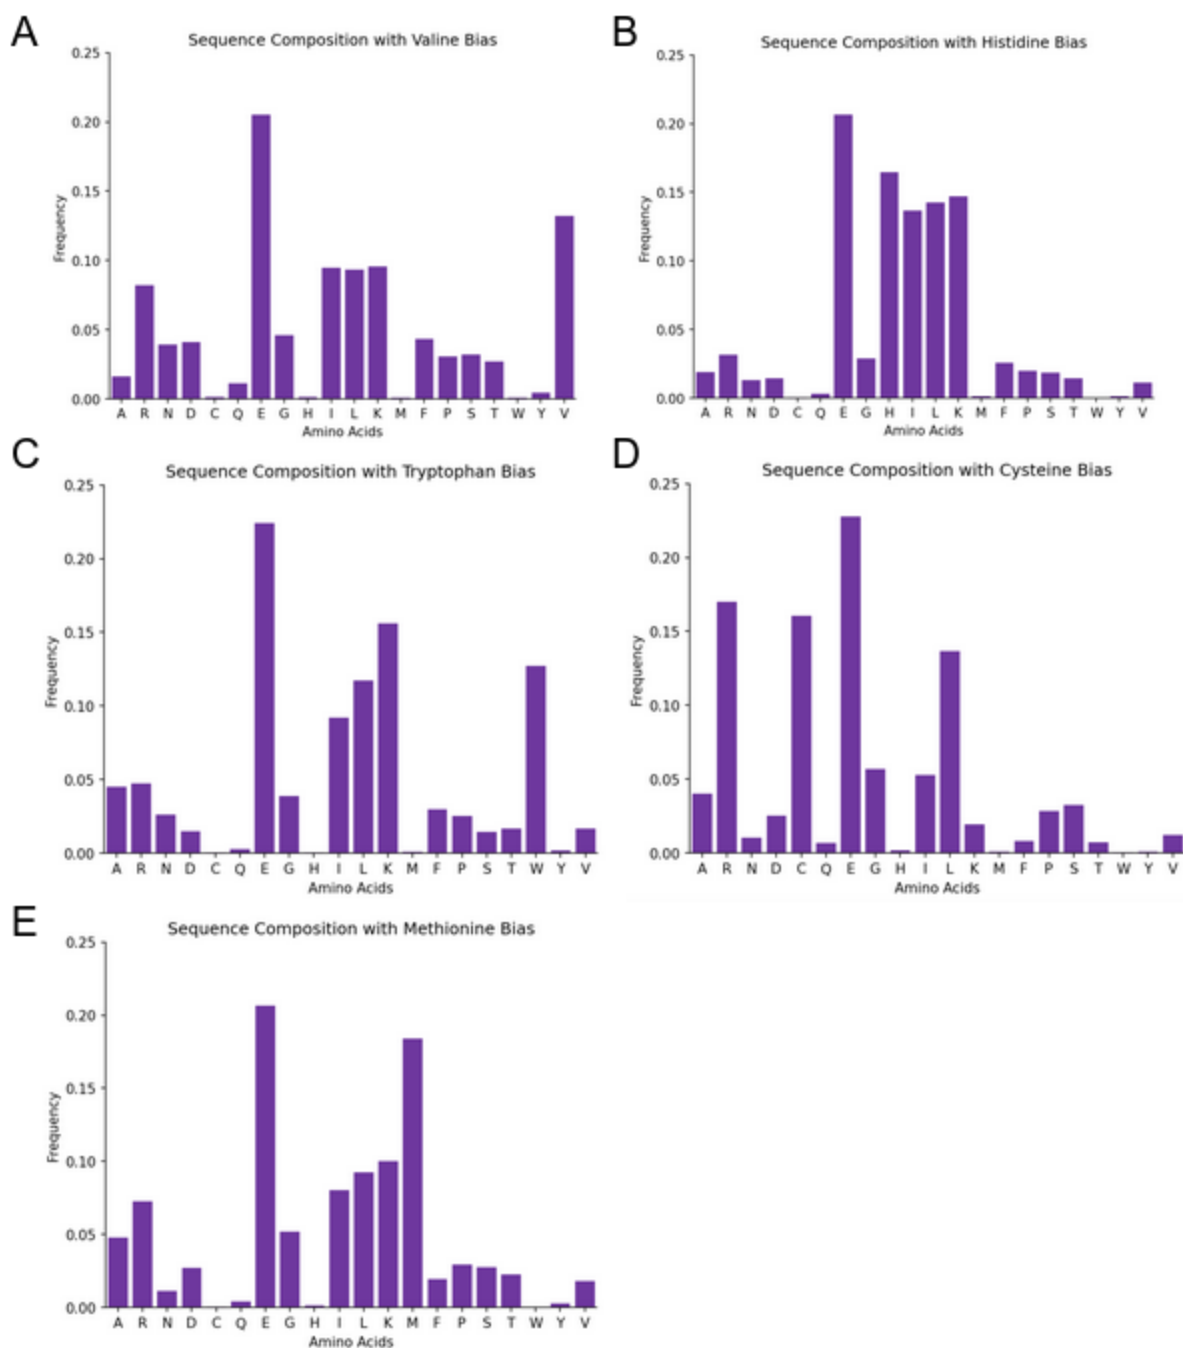 A
Sequence Composition with Valine Bias
0.25
0.20
0.15
0.10
0.05
0.00
Frequency
A R N D C Q E G H I L K M F P S T W Y V
Amino Acids
B
Sequence Composition with Histidine Bias
0.25
0.20
0.15
0.10
0.05
0.00
Frequency
A R N D C Q E G H I L K M F P S T W Y V
Amino Acids
C
Sequence Composition with Tryptophan Bias
0.25
0.20
0.15
0.10
0.05
0.00
Frequency
A R N D C Q E G H I L K M F P S T W Y V
Amino Acids
D
Sequence Composition with Cysteine Bias
0.25
0.20
0.15
0.10
0.05
0.00
Frequency
A R N D C Q E G H I L K M F P S T W Y V
Amino Acids
E
Sequence Composition with Methionine Bias
0.25
0.20
0.15
0.10
0.05
0.00
Frequency
A R N D C Q E G H I L K M F P S T W Y V
Amino Acids